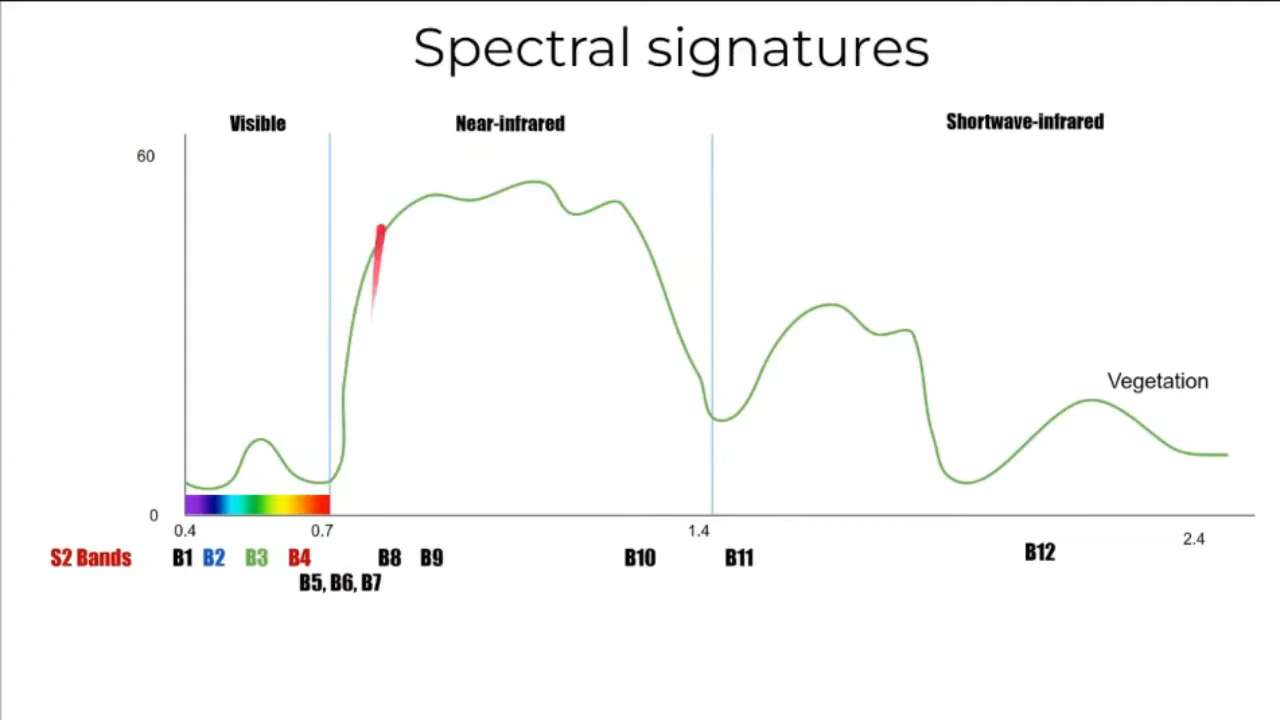 Spectral signatures
Visible
Near-infrared
Shortwave-infrared
60
Vegetation
0
0.4
0.7
1.4
2.4
S2 Bands
B1
B2
B3
B4
B8
B9
B10
B11
B12
B5, B6, B7